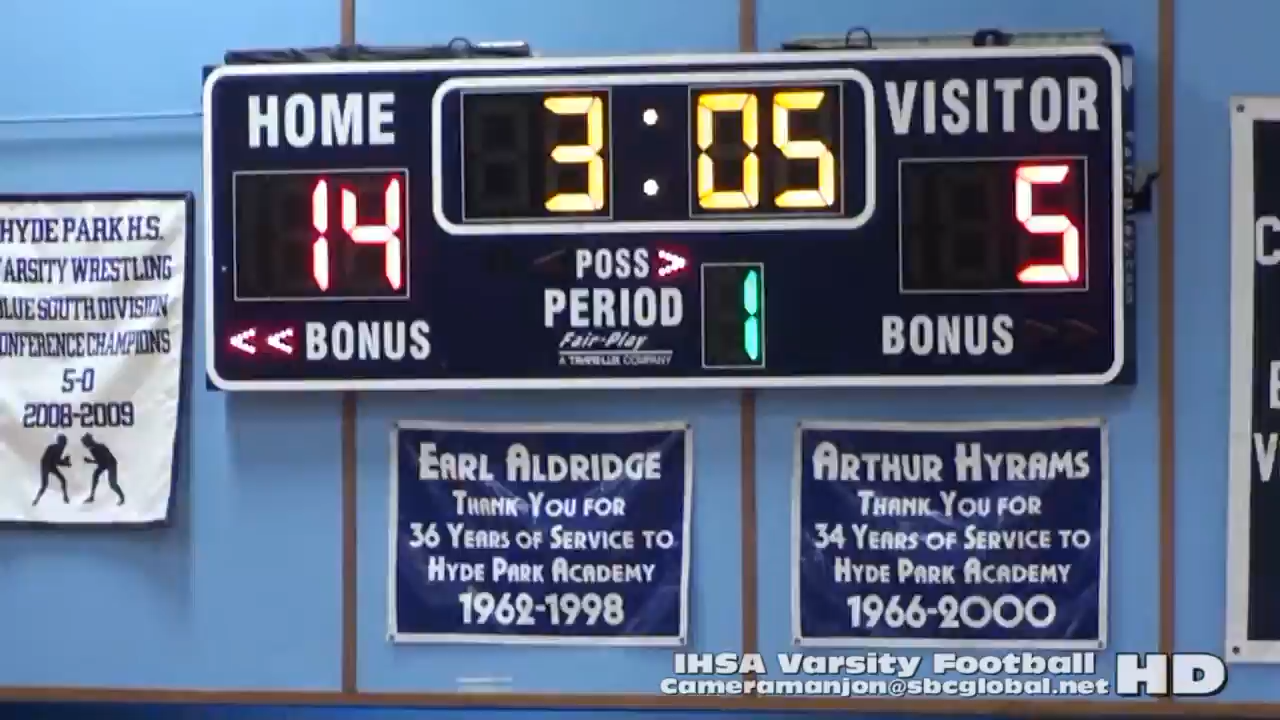 HOME
3:05
VISITOR
14
5
POSS >
PERIOD
1
<< BONUS
BONUS
Fair-Play
A TRANS-LUX COMPANY
HYDE PARK H.S.
VARSITY WRESTLING
BLUE SOUTH DIVISION
CONFERENCE CHAMPIONS
5-0
2008-2009
EARL ALDRIDGE
THANK YOU FOR
36 YEARS OF SERVICE TO
HYDE PARK ACADEMY
1962-1998
ARTHUR HYRAMS
THANK YOU FOR
34 YEARS OF SERVICE TO
HYDE PARK ACADEMY
1966-2000
IHSA Varsity Football
Cameramanjon@sbcglobal.net HD